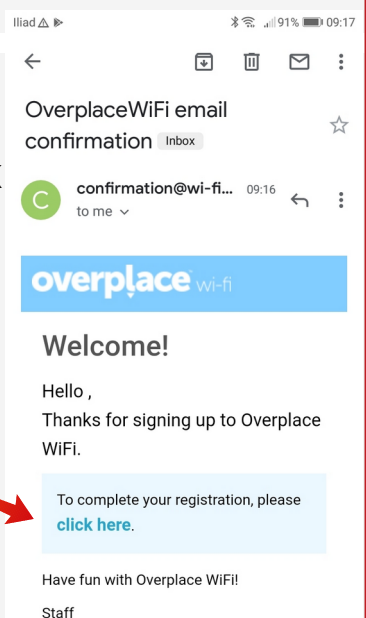 Iliad 91% 09:17
OverplaceWiFi email
confirmation Inbox
C confirmation@wi-fi... 09:16
to me
overplace wi-fi
Welcome!
Hello ,
Thanks for signing up to Overplace
WiFi.
To complete your registration, please
click here.
Have fun with Overplace WiFi!
Staff